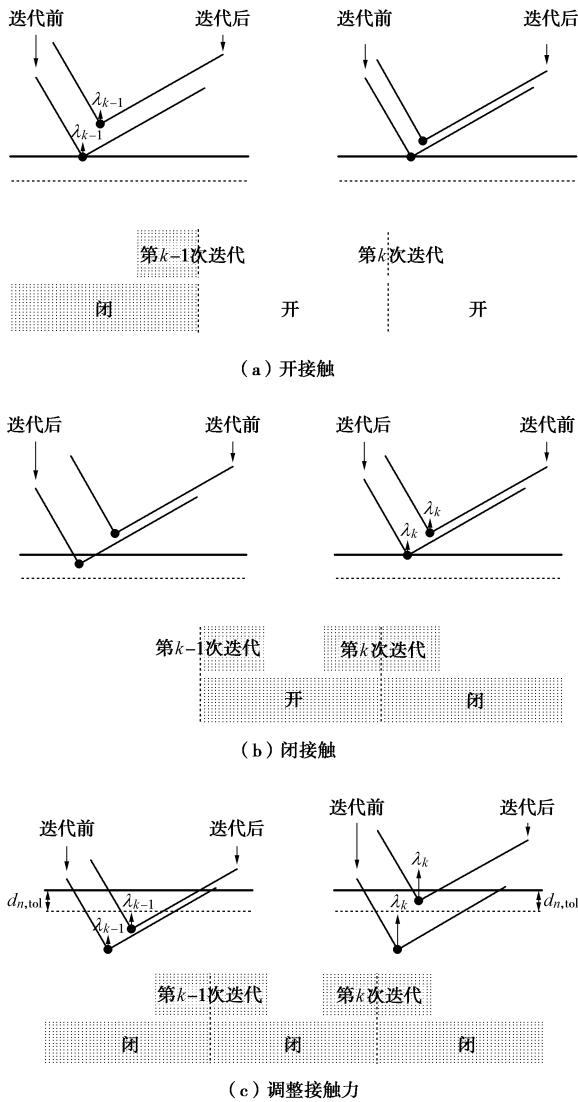 迭代前 迭代后 迭代前 迭代后
λk−1
λk−1
第k−1次迭代 第k次迭代
闭 开 开
（a）开接触
迭代后 迭代前 迭代后 迭代前
λk
λk
第k−1次迭代 第k次迭代
开 闭
（b）闭接触
迭代前 迭代后 迭代前 迭代后
λk
dn,tol λk−1 λk dn,tol
λk−1
第k−1次迭代 第k次迭代
闭 闭 闭
（c）调整接触力